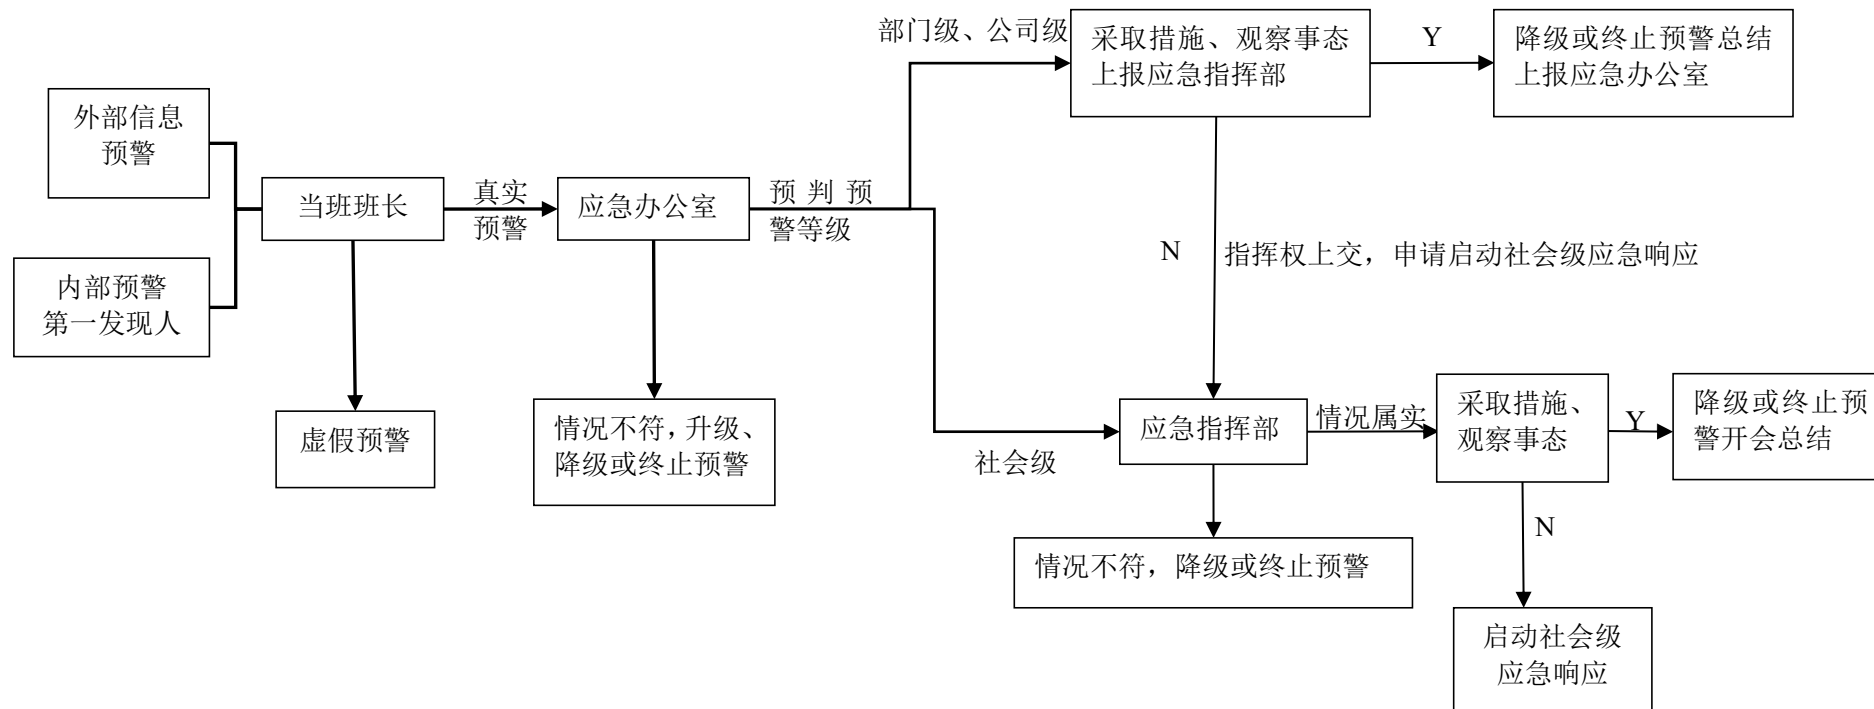 部门级、公司级
采取措施、观察事态
上报应急指挥部
Y
降级或终止预警总结
上报应急办公室
外部信息
预警
当班班长
真实
预警
应急办公室
预 判 预
警等级
内部预警
第一发现人
N
指挥权上交，申请启动社会级应急响应
虚假预警
情况不符，升级、
降级或终止预警
社会级
应急指挥部
情况属实
采取措施、
观察事态
Y
降级或终止预
警开会总结
情况不符，降级或终止预警
N
启动社会级
应急响应